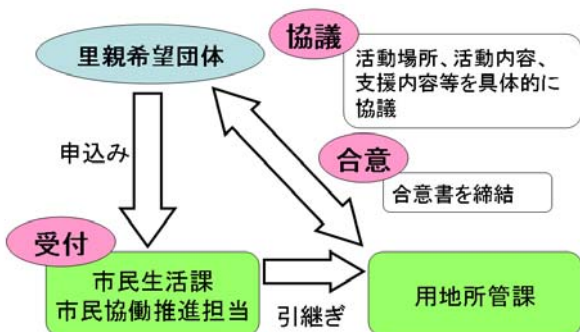 里親希望団体
協議
活動場所、活動内容、
支援内容等を具体的に
協議
申込み
合意
合意書を締結
受付
市民生活課
市民協働推進担当
引継ぎ
用地所管課